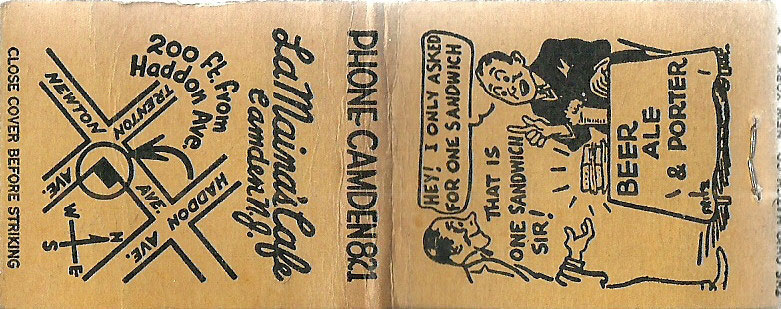 HEY! I ONLY ASKED
FOR ONE SANDWICH
THAT IS
ONE SANDWICH
SIR!
BEER
ALE
& PORTER
PHONE CAMDEN 821
La Maina's Cafe
Camden N.J.
200 ft. from
Haddon Ave.
TRENTON AVE.
NEWTON AVE.
HADDON AVE.
N
W
E
S
CLOSE COVER BEFORE STRIKING